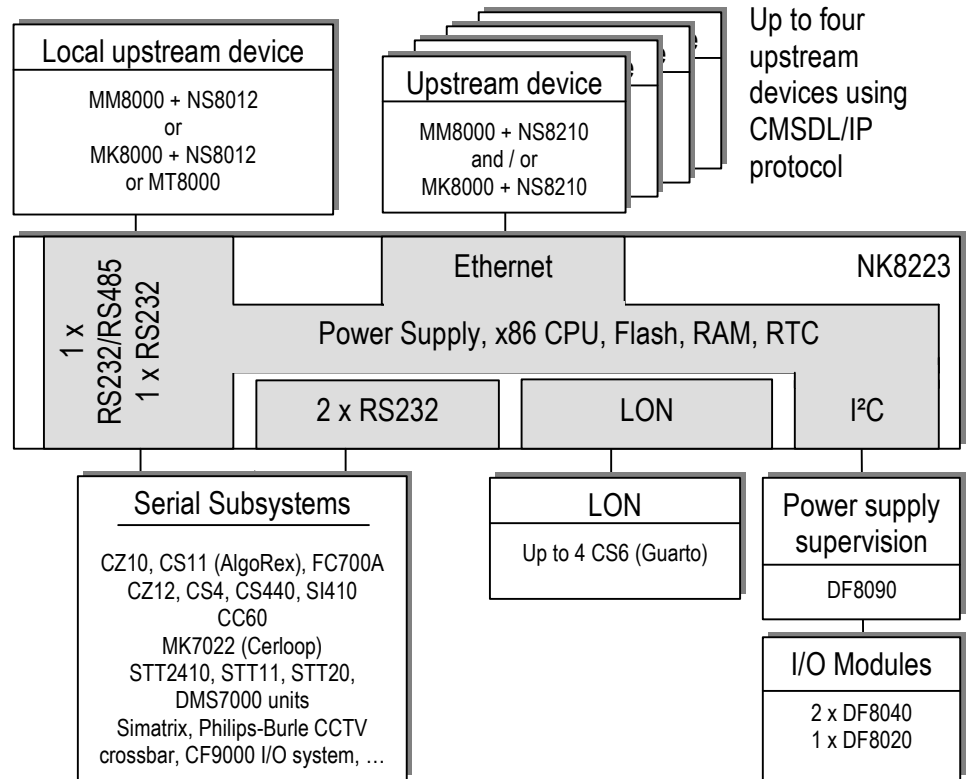 Local upstream device
MM8000 + NS8012
or
MK8000 + NS8012
or MT8000
Upstream device
MM8000 + NS8210
and / or
MK8000 + NS8210
Up to four
upstream
devices using
CMSDL/IP
protocol
1 x
RS232/RS485
1 x RS232
Ethernet
NK8223
Power Supply, x86 CPU, Flash, RAM, RTC
2 x RS232
LON
I²C
Serial Subsystems
CZ10, CS11 (AlgoRex), FC700A
CZ12, CS4, CS440, SI410
CC60
MK7022 (Cerloop)
STT2410, STT11, STT20,
DMS7000 units
Simatrix, Philips-Burle CCTV
crossbar, CF9000 I/O system, …
LON
Up to 4 CS6 (Guarto)
Power supply
supervision
DF8090
I/O Modules
2 x DF8040
1 x DF8020